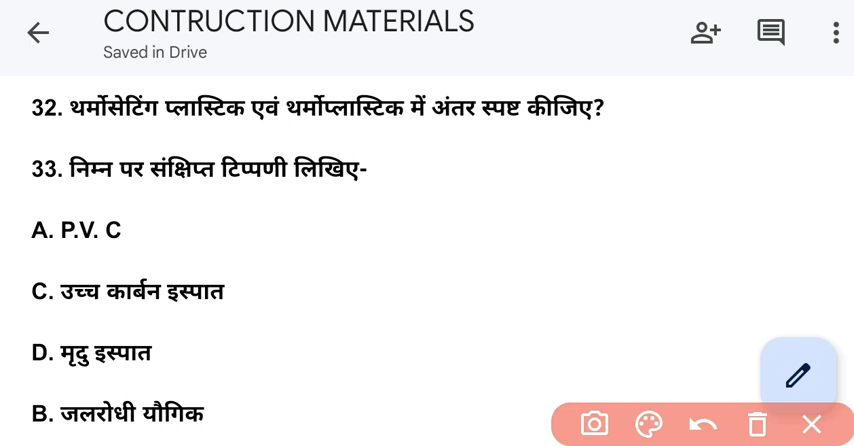 CONTRUCTION MATERIALS
Saved in Drive
32. थर्मोसेटिंग प्लास्टिक एवं थर्मोप्लास्टिक में अंतर स्पष्ट कीजिए?
33. निम्न पर संक्षिप्त टिप्पणी लिखिए-
A. P.V. C
C. उच्च कार्बन इस्पात
D. मृदु इस्पात
B. जलरोधी यौगिक